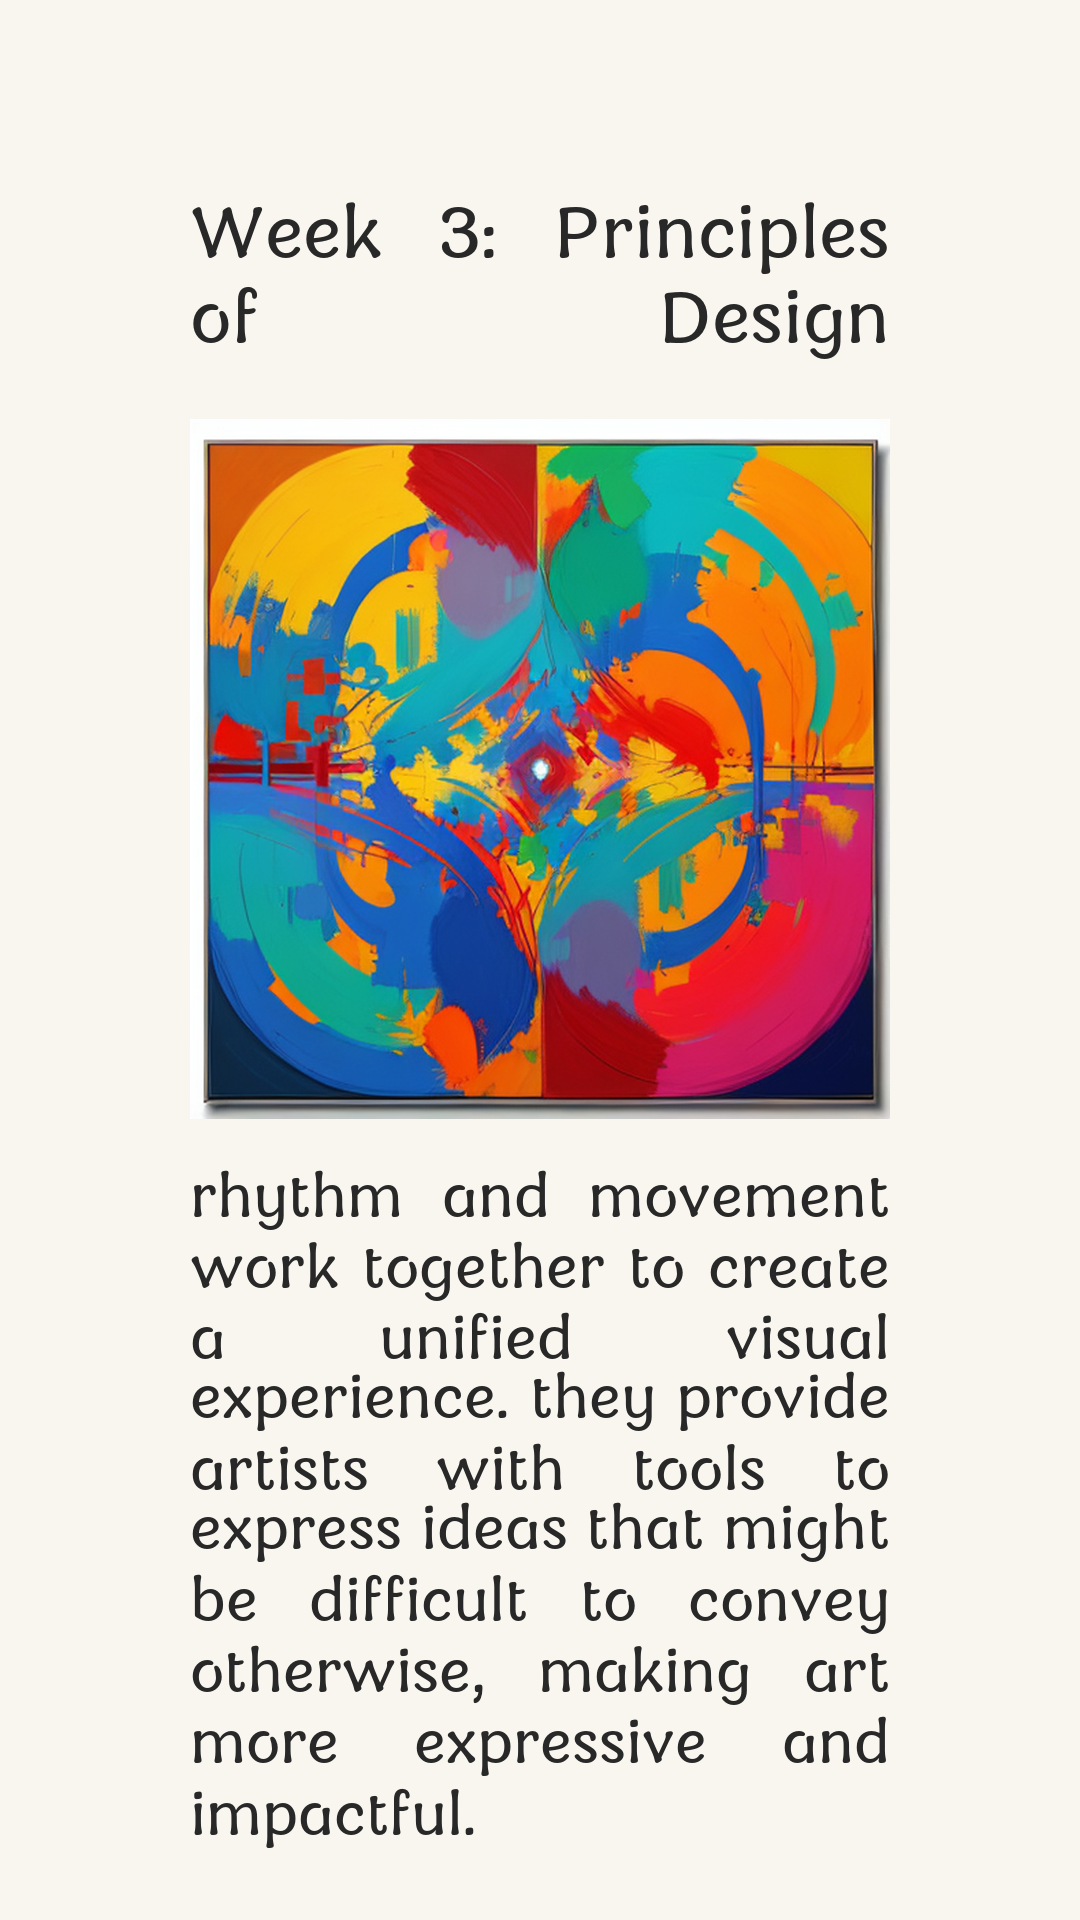 Week 3: Principles
of Design
rhythm and movement
work together to create
a unified visual
experience. they provide
artists with tools to
express ideas that might
be difficult to convey
otherwise, making art
more expressive and
impactful.